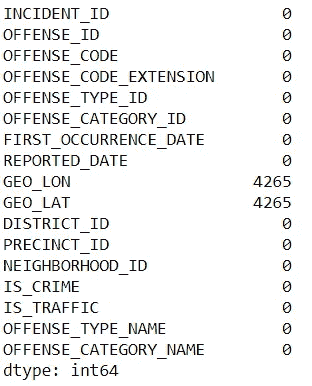 INCIDENT_ID 0
OFFENSE_ID 0
OFFENSE_CODE 0
OFFENSE_CODE_EXTENSION 0
OFFENSE_TYPE_ID 0
OFFENSE_CATEGORY_ID 0
FIRST_OCCURRENCE_DATE 0
REPORTED_DATE 0
GEO_LON 4265
GEO_LAT 4265
DISTRICT_ID 0
PRECINCT_ID 0
NEIGHBORHOOD_ID 0
IS_CRIME 0
IS_TRAFFIC 0
OFFENSE_TYPE_NAME 0
OFFENSE_CATEGORY_NAME 0
dtype: int64